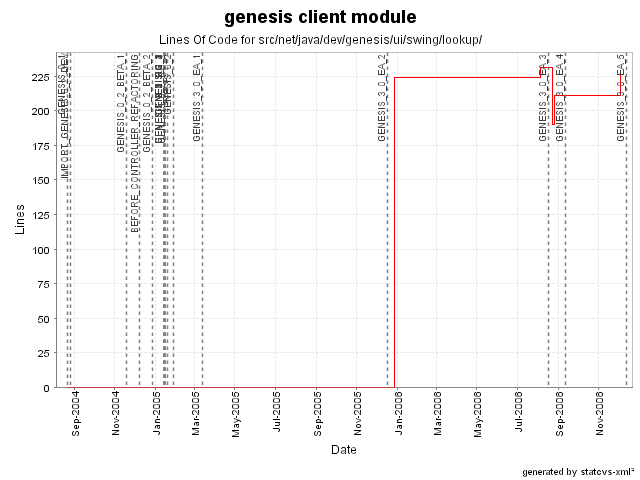 genesis client module
Lines Of Code for src/net/java/dev/genesis/ui/swing/lookup/
Lines
225
200
175
150
125
100
75
50
25
0
GENESIS_0_2_BETA_1
BEFORE_CONTROLLER_REFACTORING
GENESIS_0_2_BETA_2
GENESIS_3_0_EA_1
GENESIS_3_0_EA_2
GENESIS_3_0_EA_3
GENESIS_3_0_EA_4
GENESIS_3_0_EA_5
Sep-2004
Nov-2004
Jan-2005
Mar-2005
May-2005
Jul-2005
Sep-2005
Nov-2005
Jan-2006
Mar-2006
May-2006
Jul-2006
Sep-2006
Nov-2006
Date
generated by statcvs-xml²